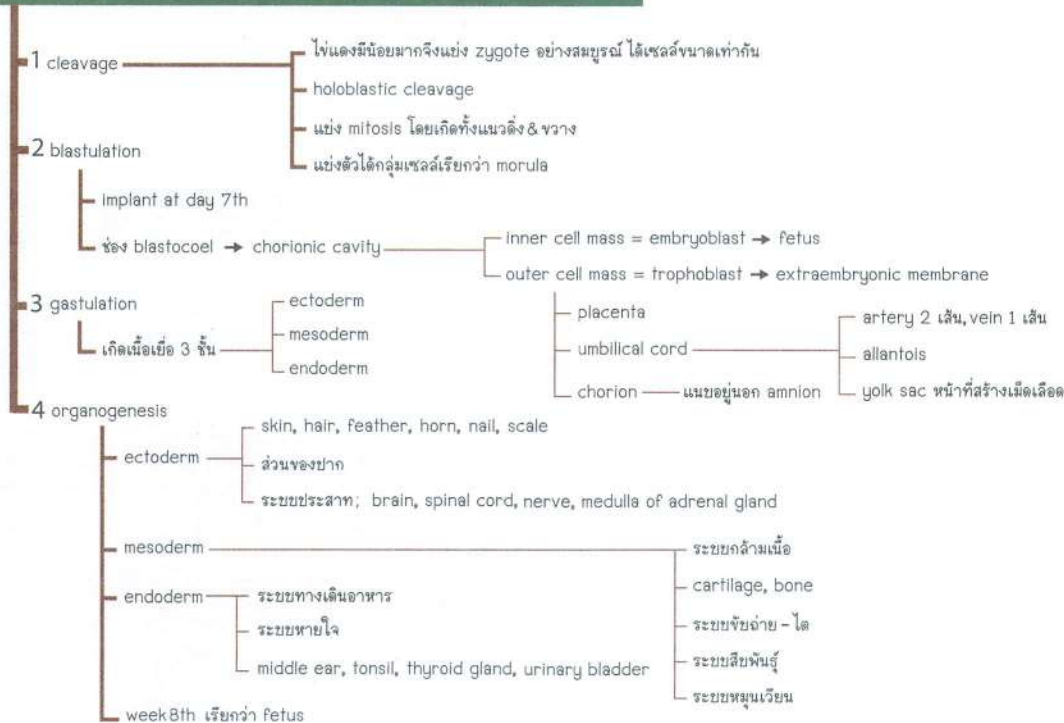 1 cleavage
ไข่แดงมีน้อยมากจึงแบ่ง zygote อย่างสมบูรณ์ ได้เซลล์ขนาดเท่ากัน
holoblastic cleavage
แบ่ง mitosis โดยเกิดทั้งแนวดิ่ง & ขวาง
แบ่งตัวได้กลุ่มเซลล์เรียกว่า morula
2 blastulation
implant at day 7th
ช่อง blastocoel → chorionic cavity
inner cell mass = embryoblast → fetus
outer cell mass = trophoblast → extraembryonic membrane
placenta
umbilical cord
artery 2 เส้น, vein 1 เส้น
allantois
yolk sac หน้าที่สร้างเม็ดเลือด
chorion แนบอยู่นอก amnion
3 gastulation
เกิดเนื้อเยื่อ 3 ชั้น
ectoderm
mesoderm
endoderm
4 organogenesis
ectoderm
skin, hair, feather, horn, nail, scale
ส่วนของปาก
ระบบประสาท; brain, spinal cord, nerve, medulla of adrenal gland
mesoderm
ระบบกล้ามเนื้อ
cartilage, bone
ระบบขับถ่าย - ไต
ระบบสืบพันธุ์
ระบบหมุนเวียน
endoderm
ระบบทางเดินอาหาร
ระบบหายใจ
middle ear, tonsil, thyroid gland, urinary bladder
week 8th เรียกว่า fetus